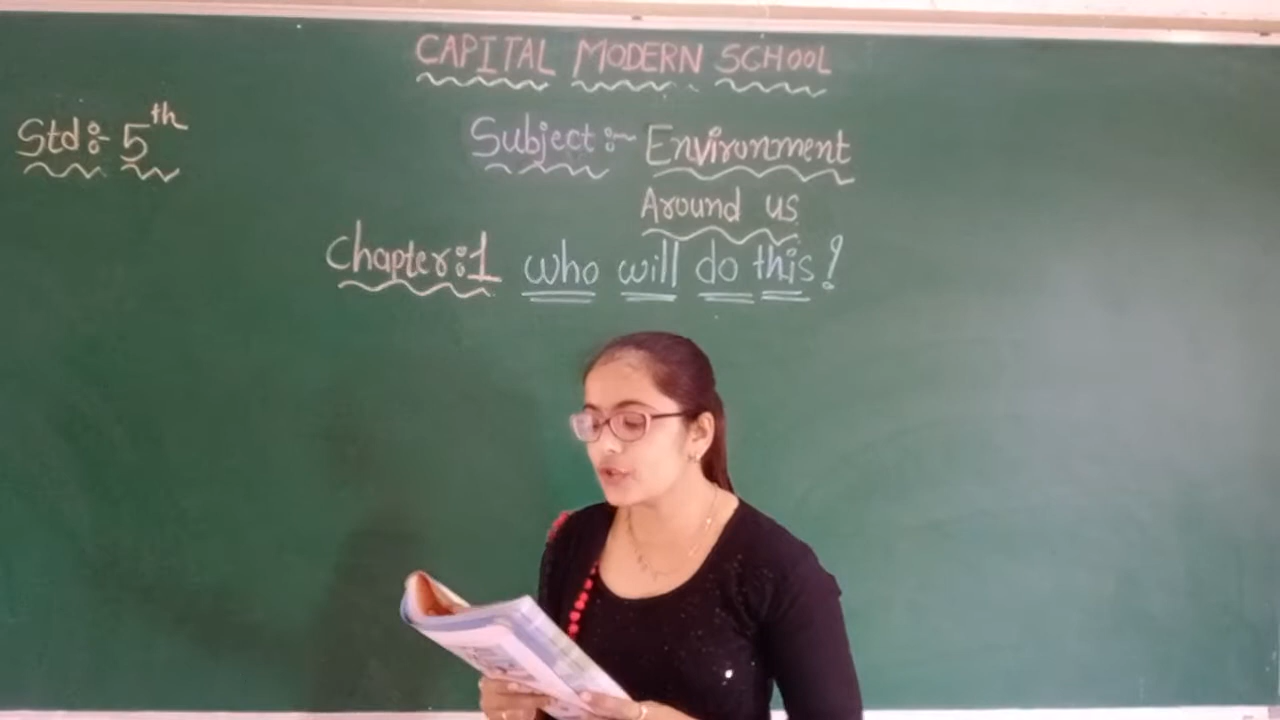 CAPITAL MODERN SCHOOL
Std:- 5th
Subject:- Environment
Around us
Chapter:1 who will do this?